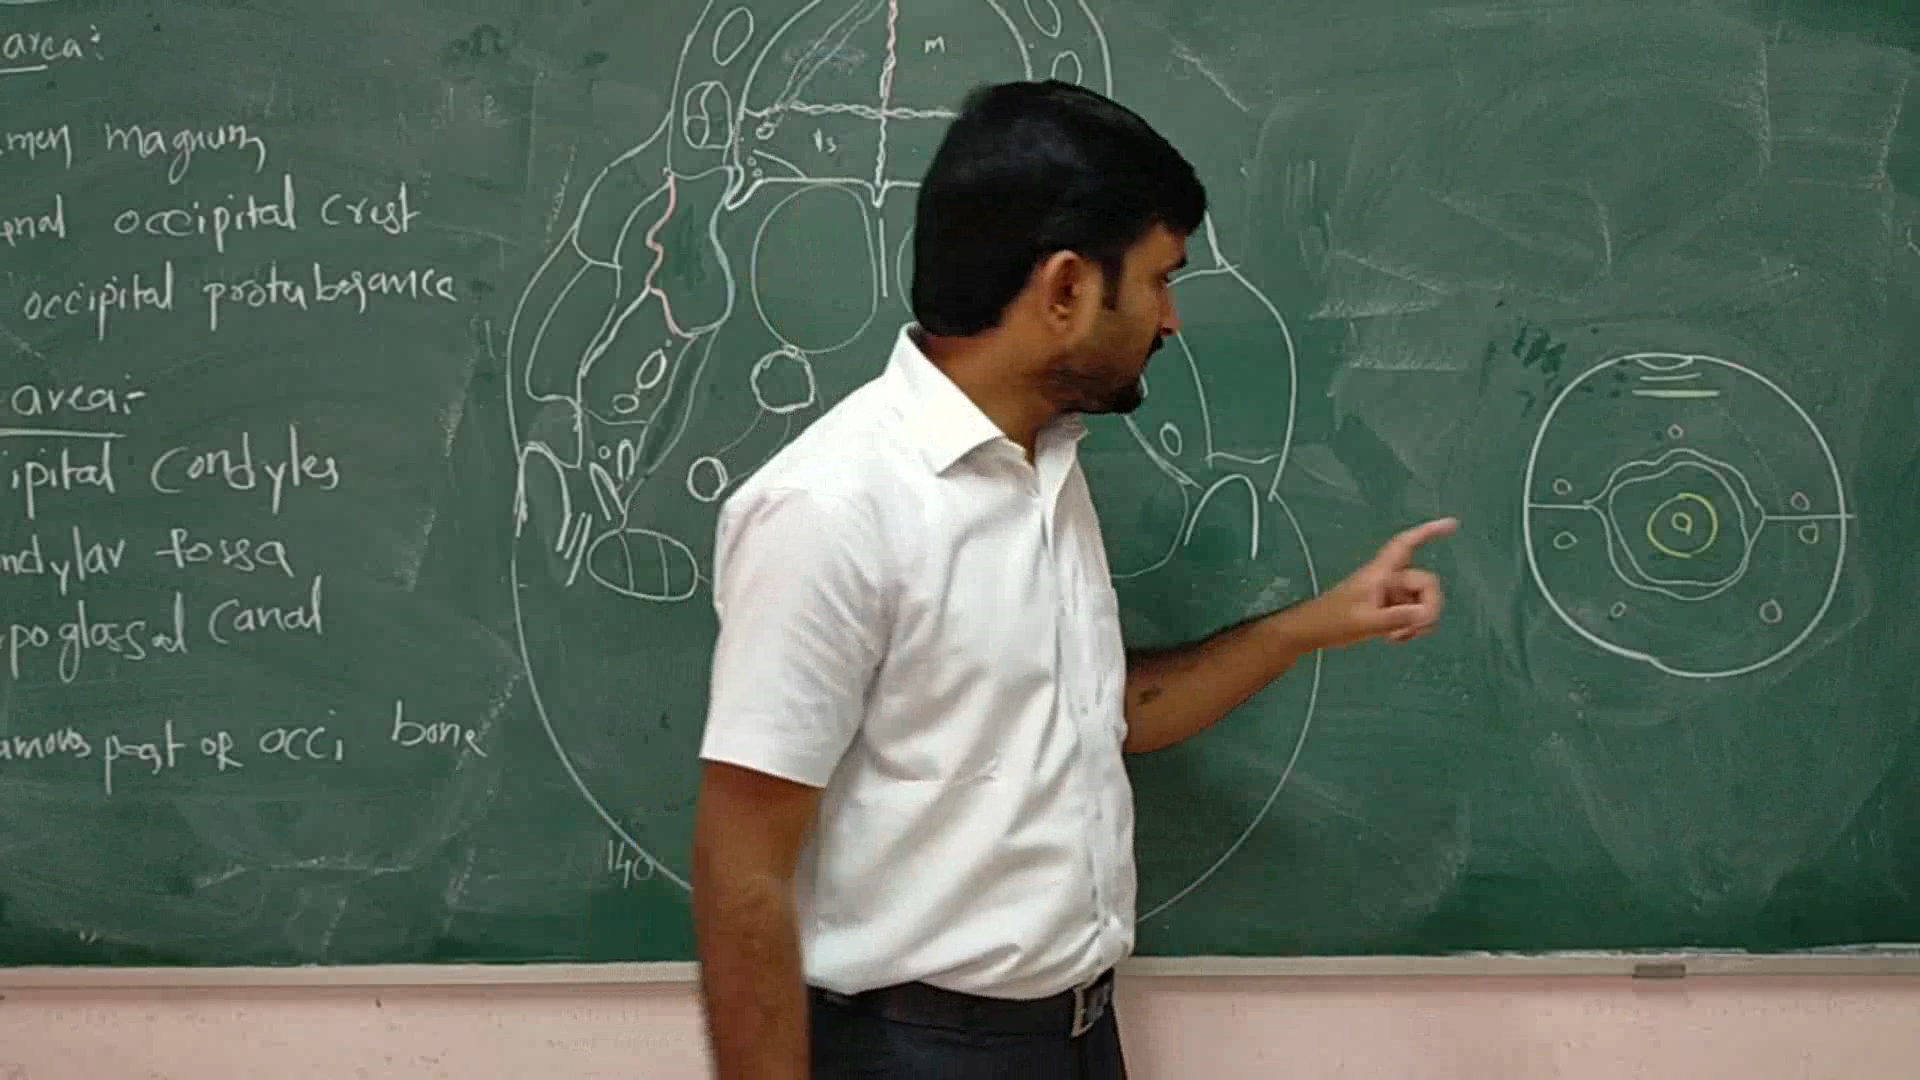 area:
men magnum
rnal occipital crest
occipital protuberance
area:-
ipital Condyles
ndylar fossa
poglossal Canal
amous part of occi bone
M
140